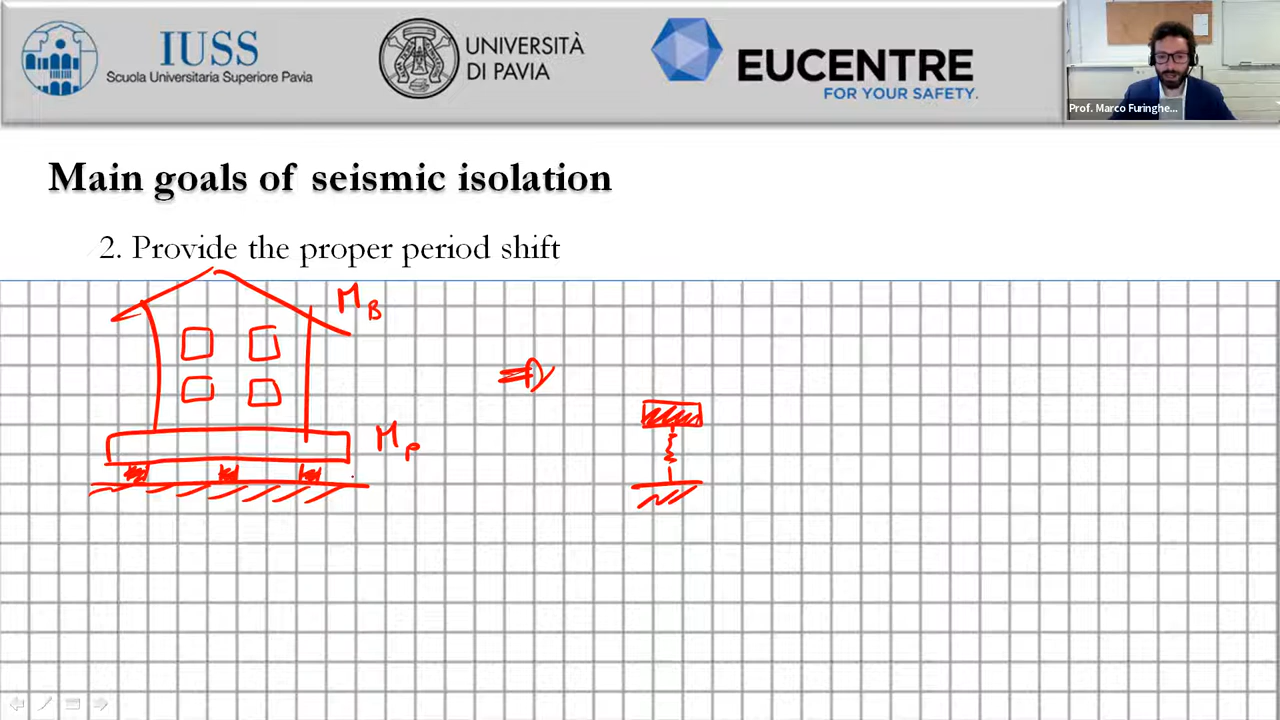 IUSS
Scuola Universitaria Superiore Pavia
UNIVERSITÀ
DI PAVIA
EUCENTRE
FOR YOUR SAFETY.
Prof. Marco Furinghe...
Main goals of seismic isolation
2. Provide the proper period shift
M_B
M_P